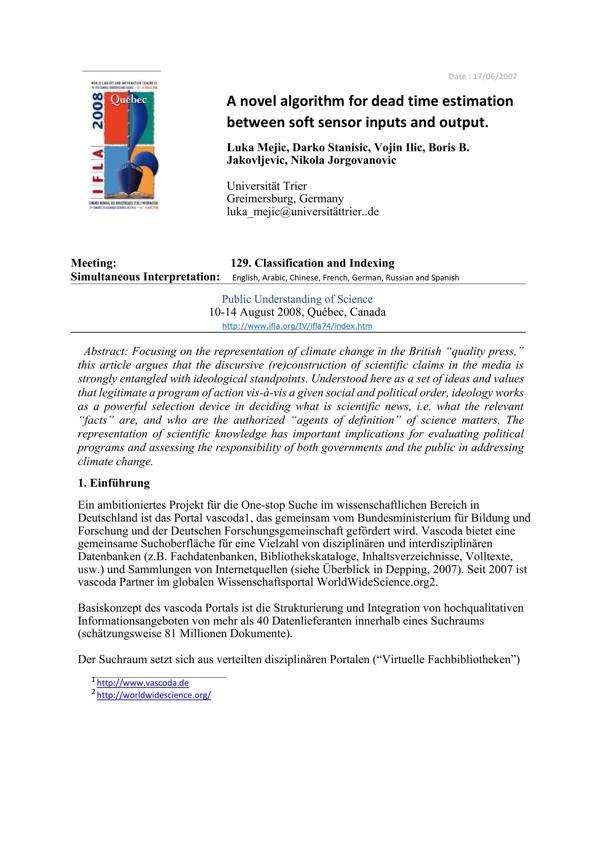 Date : 17/06/2007
WORLD LIBRARY AND INFORMATION CONGRESS:
Québec
IFLA 2008
A novel algorithm for dead time estimation
between soft sensor inputs and output.
Luka Mejic, Darko Stanisic, Vojin Ilic, Boris B.
Jakovljevic, Nikola Jorgovanovic
Universität Trier
Greimersburg, Germany
luka_mejic@universitättrier..de
Meeting: 129. Classification and Indexing
Simultaneous Interpretation: English, Arabic, Chinese, French, German, Russian and Spanish
Public Understanding of Science
10-14 August 2008, Québec, Canada
http://www.ifla.org/IV/ifla74/index.htm
Abstract: Focusing on the representation of climate change in the British “quality press,”
this article argues that the discursive (re)construction of scientific claims in the media is
strongly entangled with ideological standpoints. Understood here as a set of ideas and values
that legitimate a program of action vis-à-vis a given social and political order, ideology works
as a powerful selection device in deciding what is scientific news, i.e. what the relevant
“facts” are, and who are the authorized “agents of definition” of science matters. The
representation of scientific knowledge has important implications for evaluating political
programs and assessing the responsibility of both governments and the public in addressing
climate change.
1. Einführung
Ein ambitioniertes Projekt für die One-stop Suche im wissenschaftlichen Bereich in
Deutschland ist das Portal vascoda1, das gemeinsam vom Bundesministerium für Bildung und
Forschung und der Deutschen Forschungsgemeinschaft gefördert wird. Vascoda bietet eine
gemeinsame Suchoberfläche für eine Vielzahl von disziplinären und interdisziplinären
Datenbanken (z.B. Fachdatenbanken, Bibliothekskataloge, Inhaltsverzeichnisse, Volltexte,
usw.) und Sammlungen von Internetquellen (siehe Überblick in Depping, 2007). Seit 2007 ist
vascoda Partner im globalen Wissenschaftsportal WorldWideScience.org2.
Basiskonzept des vascoda Portals ist die Strukturierung und Integration von hochqualitativen
Informationsangeboten von mehr als 40 Datenlieferanten innerhalb eines Suchraums
(schätzungsweise 81 Millionen Dokumente).
Der Suchraum setzt sich aus verteilten disziplinären Portalen (“Virtuelle Fachbibliotheken”)
1 http://www.vascoda.de
2 http://worldwidescience.org/